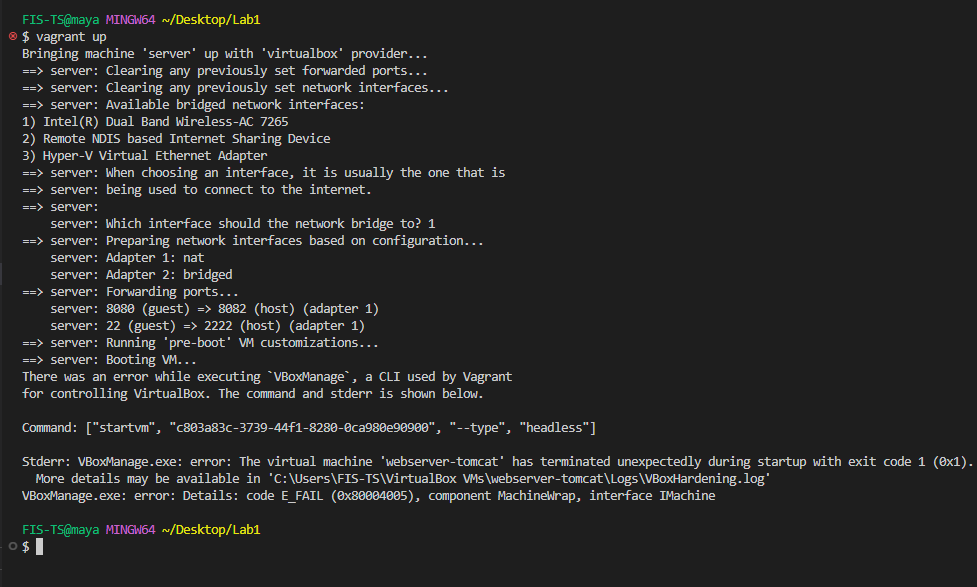 FIS-TS@maya MINGW64 ~/Desktop/Lab1
$ vagrant up
Bringing machine 'server' up with 'virtualbox' provider...
==> server: Clearing any previously set forwarded ports...
==> server: Clearing any previously set network interfaces...
==> server: Available bridged network interfaces:
1) Intel(R) Dual Band Wireless-AC 7265
2) Remote NDIS based Internet Sharing Device
3) Hyper-V Virtual Ethernet Adapter
==> server: When choosing an interface, it is usually the one that is
==> server: being used to connect to the internet.
==> server:
    server: Which interface should the network bridge to? 1
==> server: Preparing network interfaces based on configuration...
    server: Adapter 1: nat
    server: Adapter 2: bridged
==> server: Forwarding ports...
    server: 8080 (guest) => 8082 (host) (adapter 1)
    server: 22 (guest) => 2222 (host) (adapter 1)
==> server: Running 'pre-boot' VM customizations...
==> server: Booting VM...
There was an error while executing `VBoxManage`, a CLI used by Vagrant
for controlling VirtualBox. The command and stderr is shown below.

Command: ["startvm", "c803a83c-3739-44f1-8280-0ca980e90900", "--type", "headless"]

Stderr: VBoxManage.exe: error: The virtual machine 'webserver-tomcat' has terminated unexpectedly during startup with exit code 1 (0x1).
  More details may be available in 'C:\Users\FIS-TS\VirtualBox VMs\webserver-tomcat\Logs\VBoxHardening.log'
VBoxManage.exe: error: Details: code E_FAIL (0x80004005), component MachineWrap, interface IMachine

FIS-TS@maya MINGW64 ~/Desktop/Lab1
$